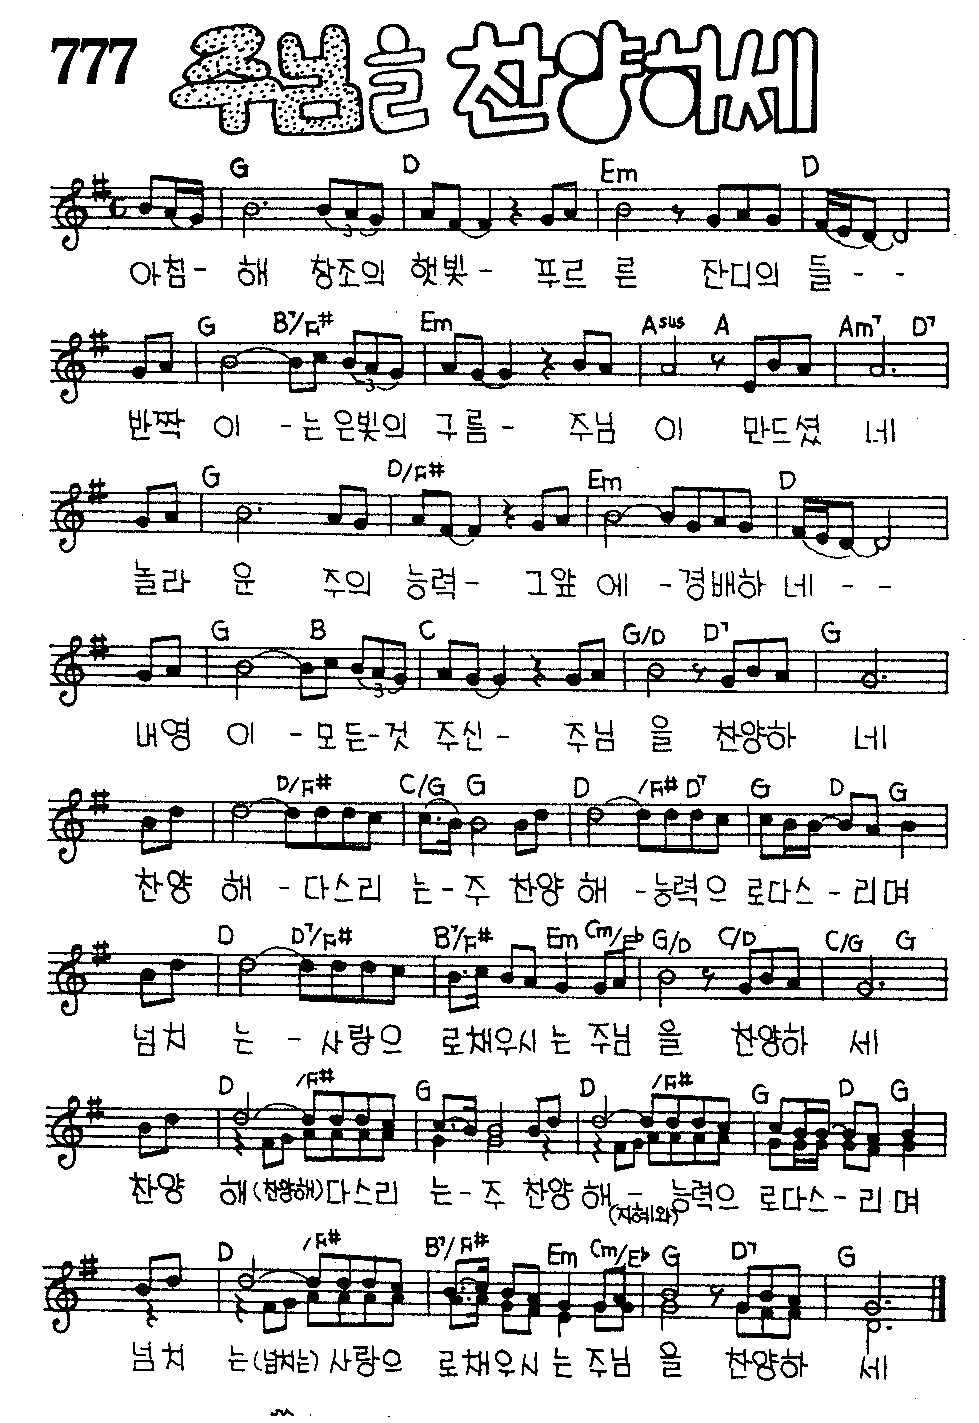 777 주님을 찬양하쎄
G D Em D
3
아침- 해 창조의 햇빛- 푸르 른 잔디의 들 - -
G B7/F# Em Asus A Am7 D7
3
반짝 이 -는은빛의 구름- 주님 이 만드셨 네
G D/F# Em D
놀라 운 주의 능력- 그앞 에 -경배하 네 - -
G B C G/D D7 G
3
내영 이 -모든-것 주신- 주님 을 찬양하 네
D/F# C/G G D /F# D7 G D G
찬양 해 -다스리 는-주 찬양 해 -능력으 로다스-리며
D D7/F# B7/F# Em Cm/Eb G/D C/D C/G G
넘치 는 -사랑으 로채우시 는 주님 을 찬양하 세
D /F# G D /F# G D G
찬양 해(찬양해)다스리 는-주 찬양 해 - 능력으 로다스-리며
(지혜와)
D /F# B7/F# Em Cm/Eb G D7 G
넘치 는(넘치는)사랑으 로채우시 는 주님 을 찬양하 세